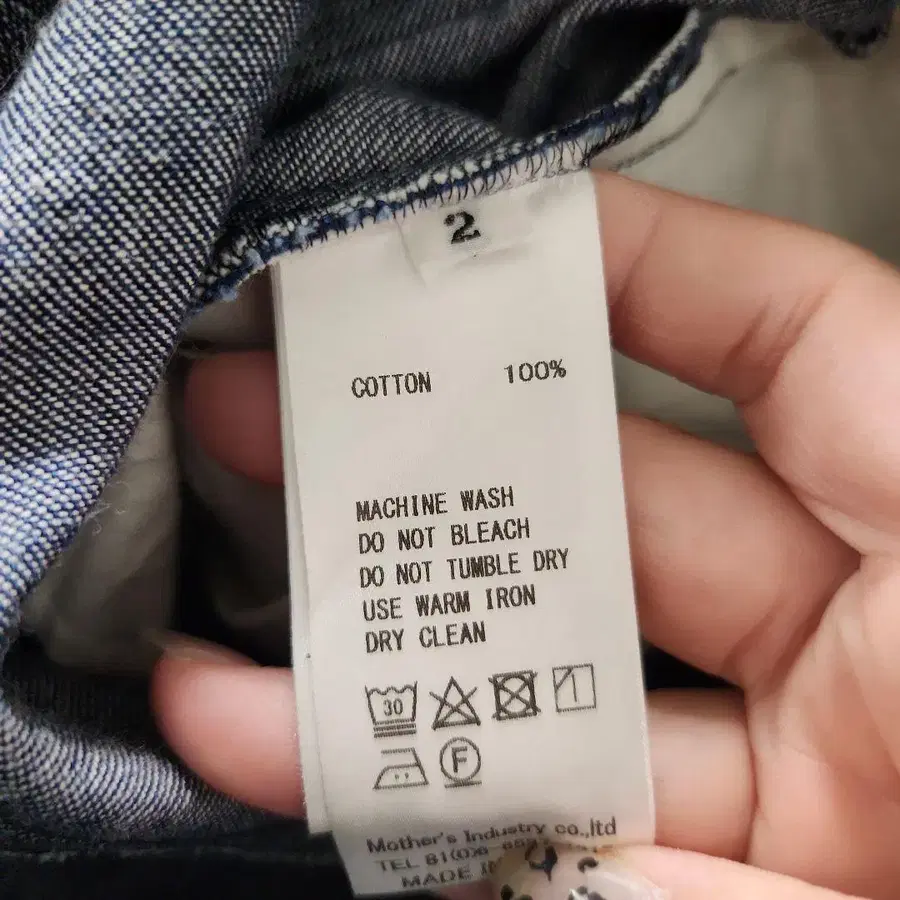 2
COTTON 100%
MACHINE WASH
DO NOT BLEACH
DO NOT TUMBLE DRY
USE WARM IRON
DRY CLEAN
30
F
Mother's Industry co.,ltd
TEL 81(0)6
MADE